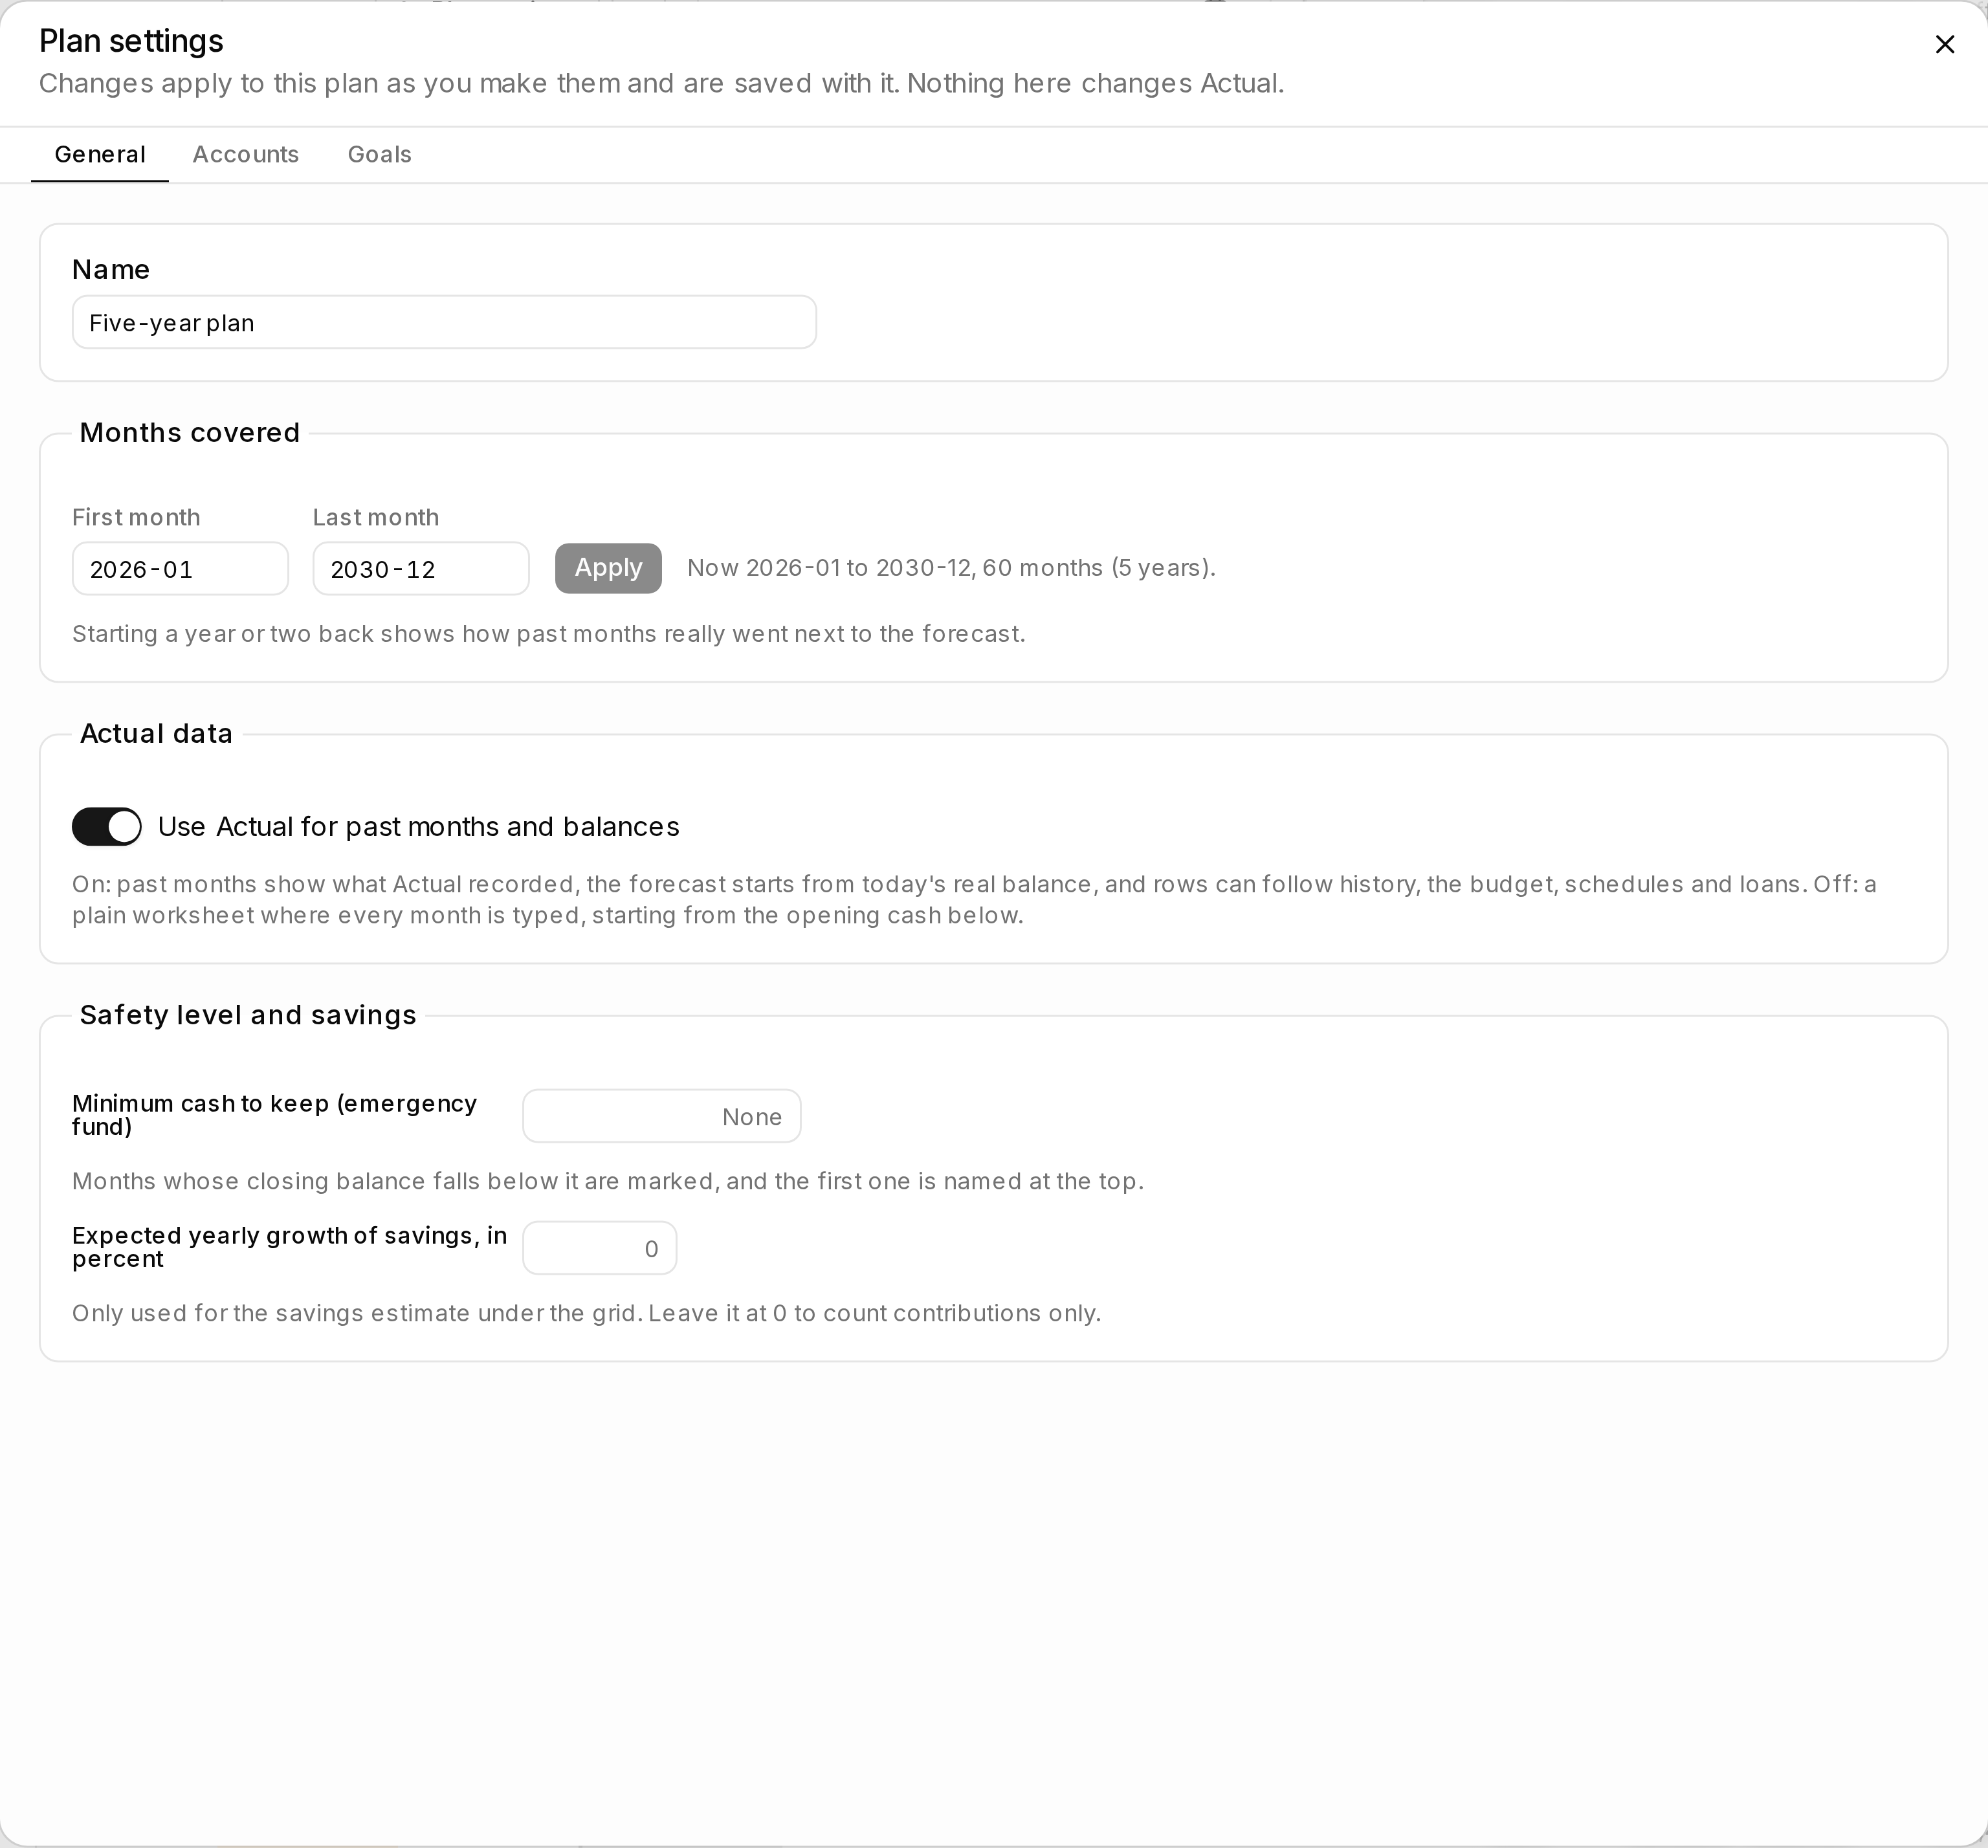 Plan settings
Changes apply to this plan as you make them and are saved with it. Nothing here changes Actual.
General Accounts Goals
Name
Five-year plan
Months covered
First month Last month
2026-01 2030-12 Apply Now 2026-01 to 2030-12, 60 months (5 years).
Starting a year or two back shows how past months really went next to the forecast.
Actual data
Use Actual for past months and balances
On: past months show what Actual recorded, the forecast starts from today's real balance, and rows can follow history, the budget, schedules and loans. Off: a
plain worksheet where every month is typed, starting from the opening cash below.
Safety level and savings
Minimum cash to keep (emergency
fund)
None
Months whose closing balance falls below it are marked, and the first one is named at the top.
Expected yearly growth of savings, in
percent
0
Only used for the savings estimate under the grid. Leave it at 0 to count contributions only.